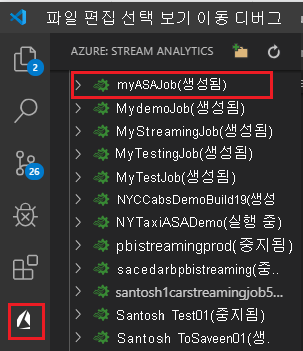 파일 편집 선택 보기 이동 디버그
AZURE: STREAM ANALYTICS
2
myASAJob(생성됨)
MydemoJob(생성됨)
MyStreamingJob(생성됨)
26
MyTestingJob(생성됨)
MyTestJob(생성됨)
NYCCabsDemoBuild19(생성
NYTaxiASADemo(실행 중)
pbistreamingprod(중지됨)
sacedarbpbistreaming(중..
santosh1carstreamingjob5...
Santosh Test01(중지됨)
Santosh ToSaveen01(생.